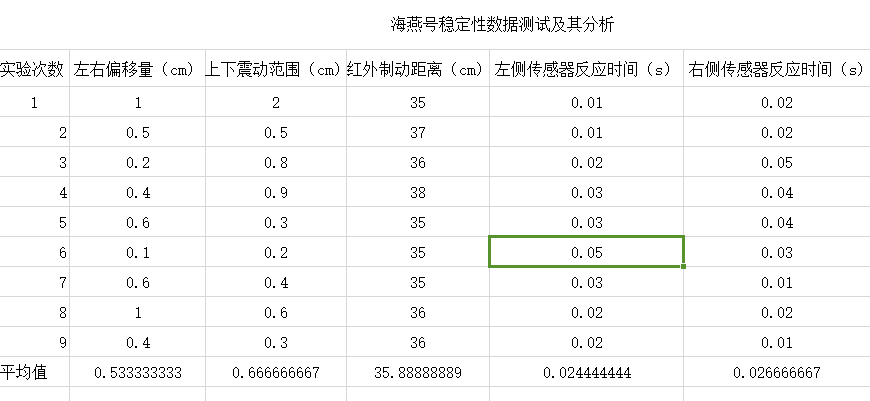 海燕号稳定性数据测试及其分析
实验次数 左右偏移量（cm） 上下震动范围（cm） 红外制动距离（cm） 左侧传感器反应时间（s） 右侧传感器反应时间（s）
1 1 2 35 0.01 0.02
2 0.5 0.5 37 0.01 0.02
3 0.2 0.8 36 0.02 0.05
4 0.4 0.9 38 0.03 0.04
5 0.6 0.3 35 0.03 0.04
6 0.1 0.2 35 0.05 0.03
7 0.6 0.4 35 0.03 0.01
8 1 0.6 36 0.02 0.02
9 0.4 0.3 36 0.02 0.01
平均值 0.533333333 0.666666667 35.88888889 0.024444444 0.026666667